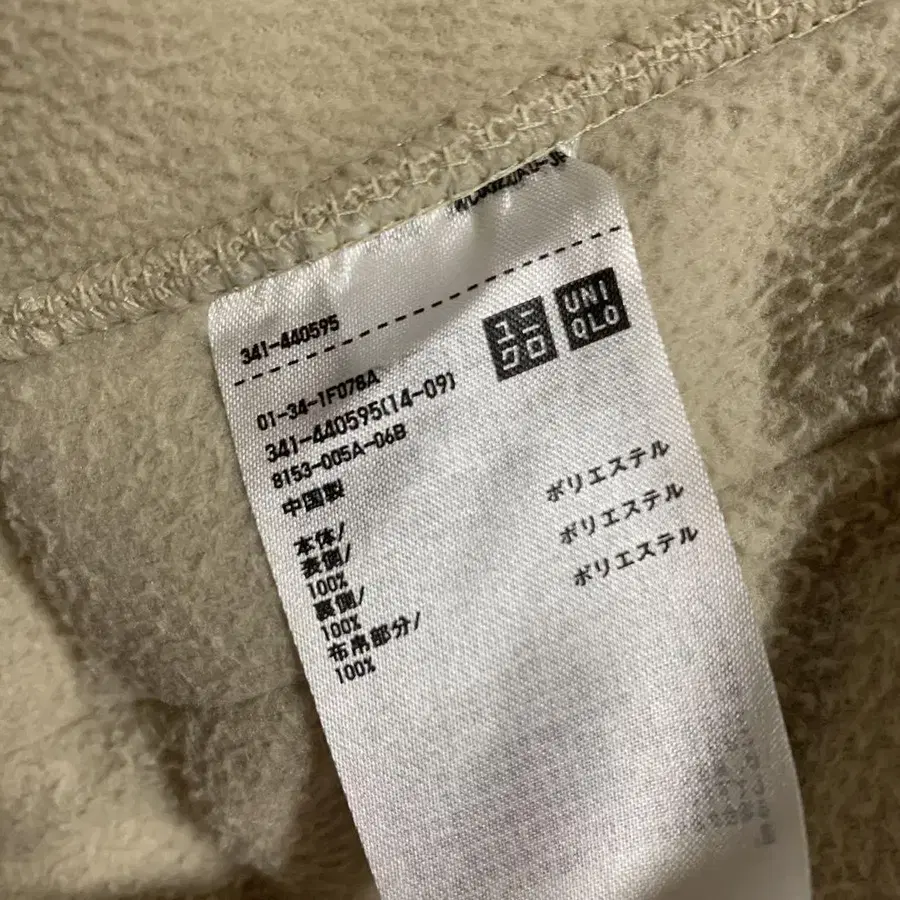 341-440595
ユニ
クロ
UNI
QLO
01-34-1F078A
341-440595(14-09)
8153-005A-06B
中国製
本体/
表側/
100% ポリエステル
裏側/
100% ポリエステル
布帛部分/
100% ポリエステル